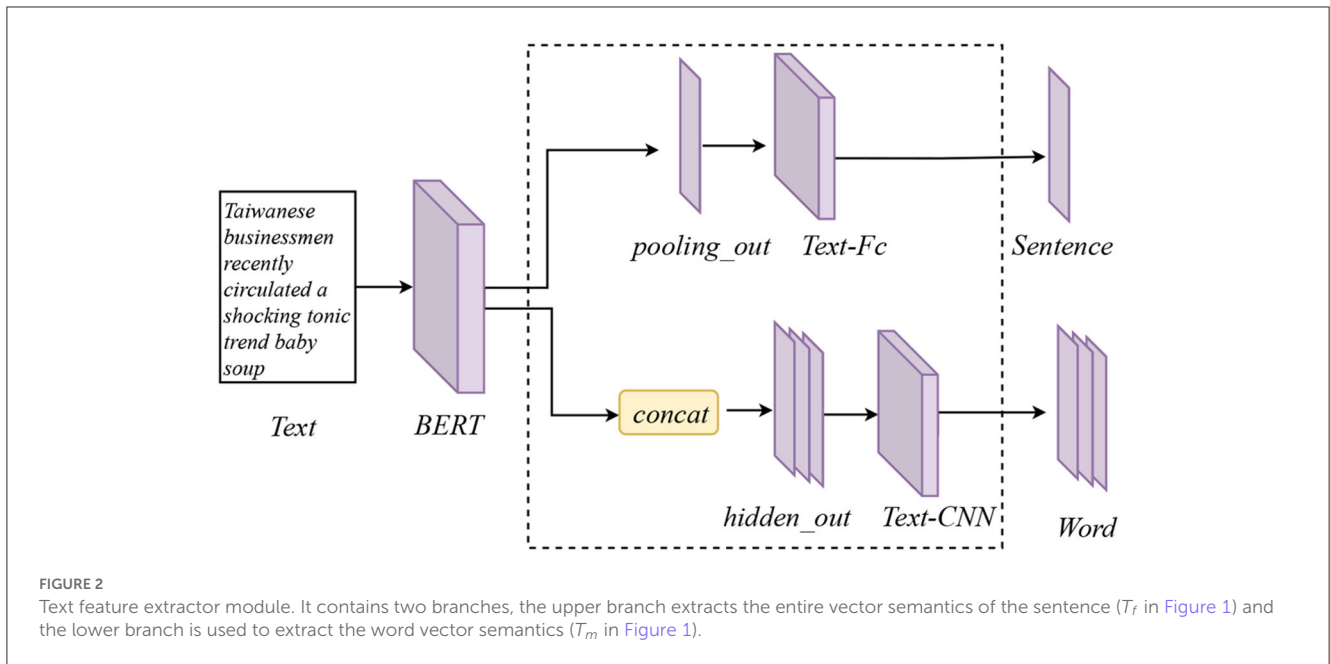 Taiwanese
businessmen
recently
circulated a
shocking tonic
trend baby
soup
Text
BERT
pooling_out
Text-Fc
Sentence
concat
hidden_out
Text-CNN
Word
FIGURE 2
Text feature extractor module. It contains two branches, the upper branch extracts the entire vector semantics of the sentence (Tf in Figure 1) and
the lower branch is used to extract the word vector semantics (Tm in Figure 1).